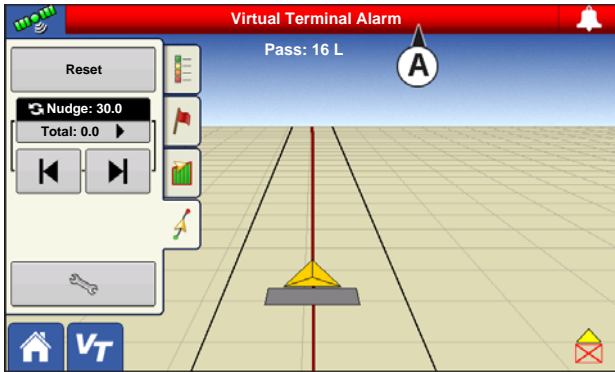 Virtual Terminal Alarm
Pass: 16 L
A
Reset
Nudge: 30.0
Total: 0.0
VT